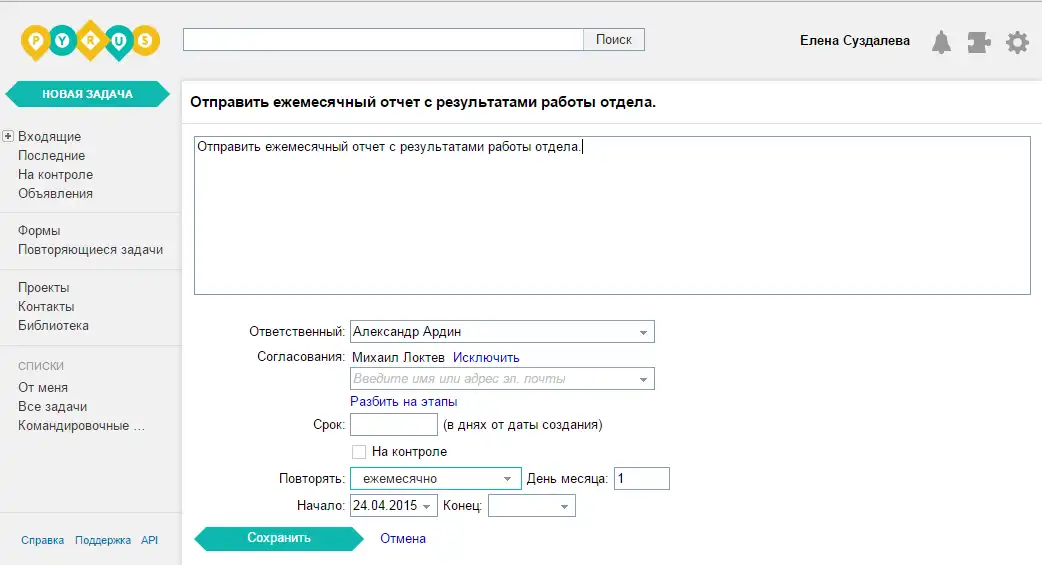 PYRUS
Поиск
Елена Суздалева
НОВАЯ ЗАДАЧА
Входящие
Последние
На контроле
Объявления
Формы
Повторяющиеся задачи
Проекты
Контакты
Библиотека
СПИСКИ
От меня
Все задачи
Командировочные ...
Справка Поддержка API
Отправить ежемесячный отчет с результатами работы отдела.
Отправить ежемесячный отчет с результатами работы отдела.
Ответственный: Александр Ардин
Согласования: Михаил Локтев Исключить
Введите имя или адрес эл. почты
Разбить на этапы
Срок: (в днях от даты создания)
На контроле
Повторять: ежемесячно День месяца: 1
Начало: 24.04.2015 Конец:
Сохранить Отмена